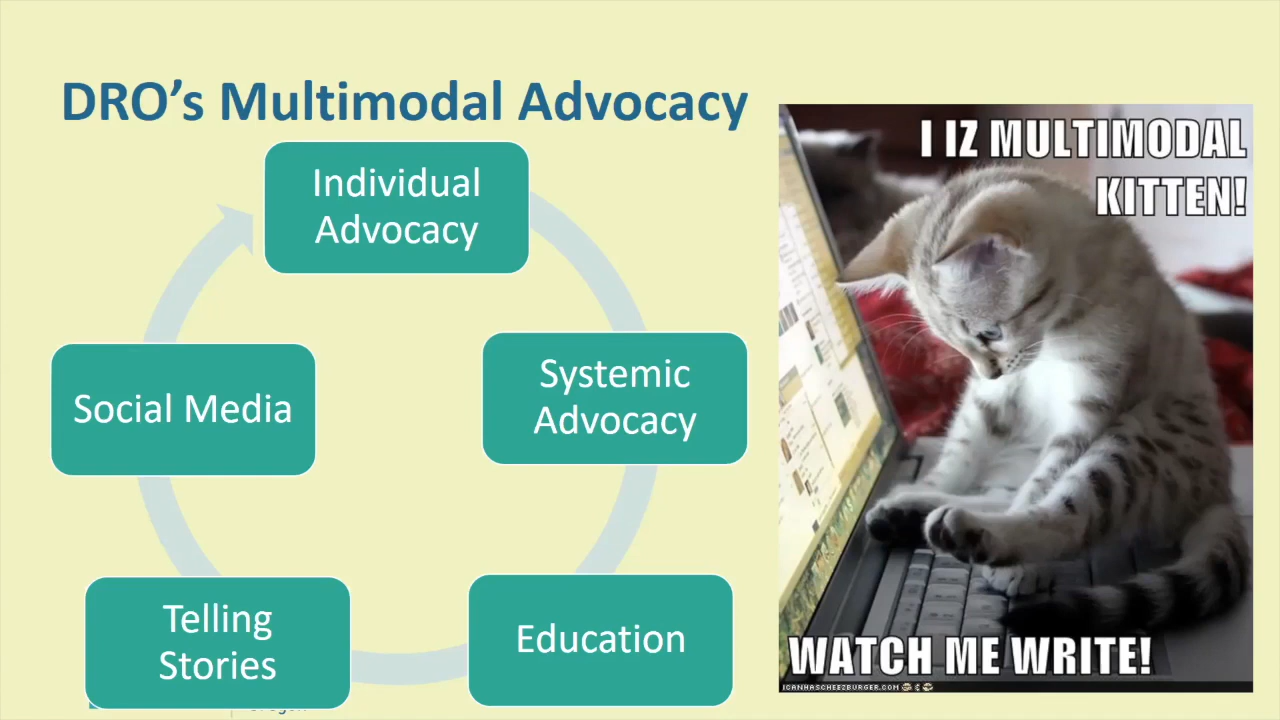 DRO's Multimodal Advocacy
Individual
Advocacy
Systemic
Advocacy
Education
Telling
Stories
Social Media
I IZ MULTIMODAL
KITTEN!
WATCH ME WRITE!
ICANHASCHEEZBURGER.COM